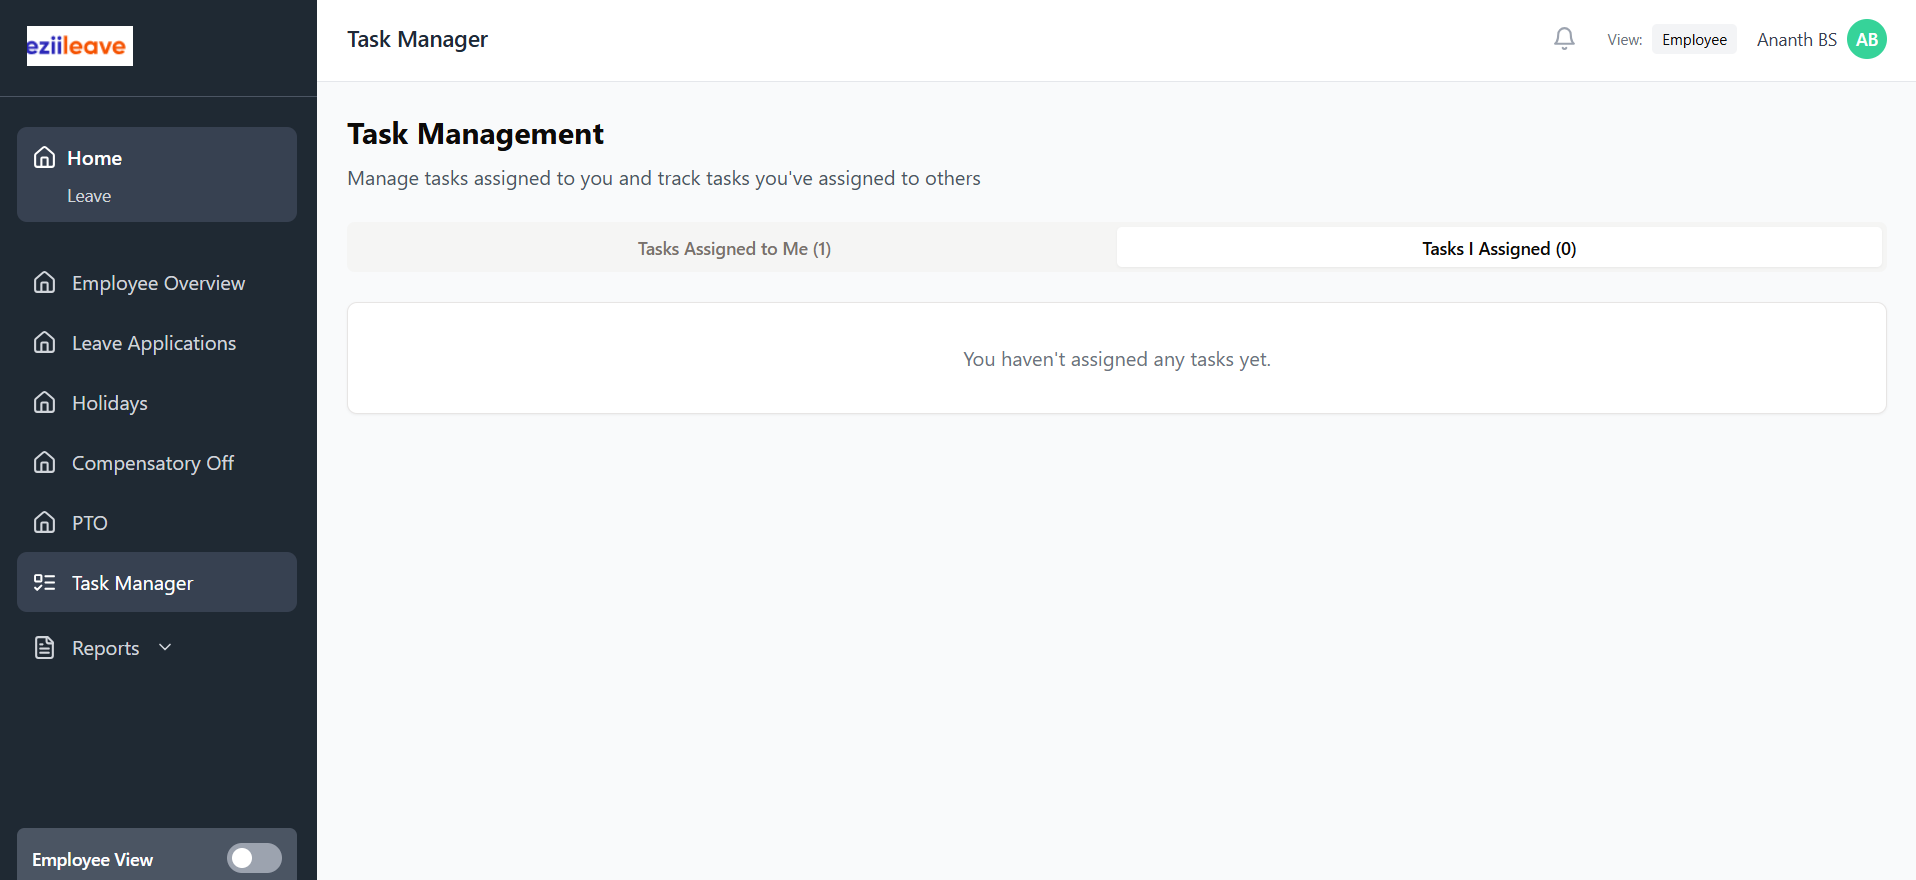 eziileave
Task Manager
View: Employee
Ananth BS
AB
Home
Leave
Employee Overview
Leave Applications
Holidays
Compensatory Off
PTO
Task Manager
Reports
Employee View
Task Management
Manage tasks assigned to you and track tasks you've assigned to others
Tasks Assigned to Me (1)
Tasks I Assigned (0)
You haven't assigned any tasks yet.